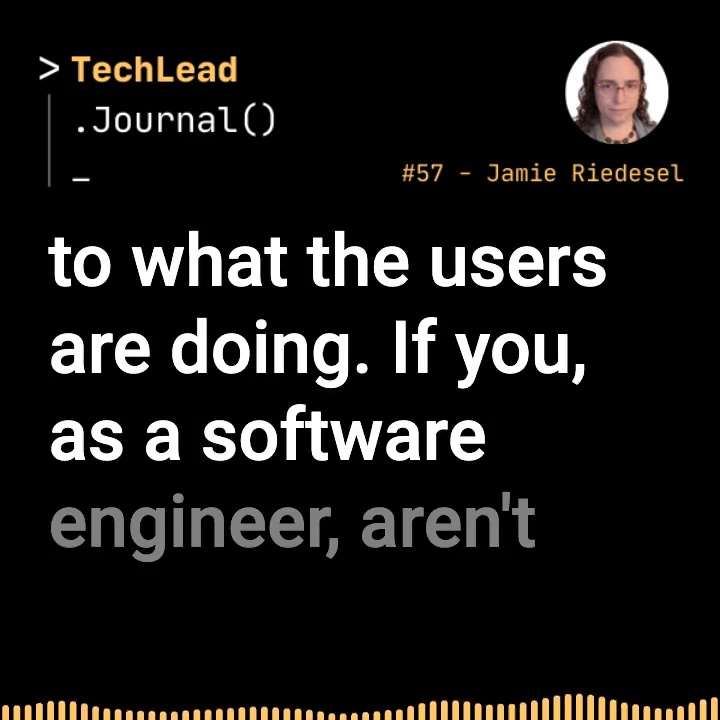 > TechLead
.Journal()
_
#57 - Jamie Riedesel
to what the users
are doing. If you,
as a software
engineer, aren't